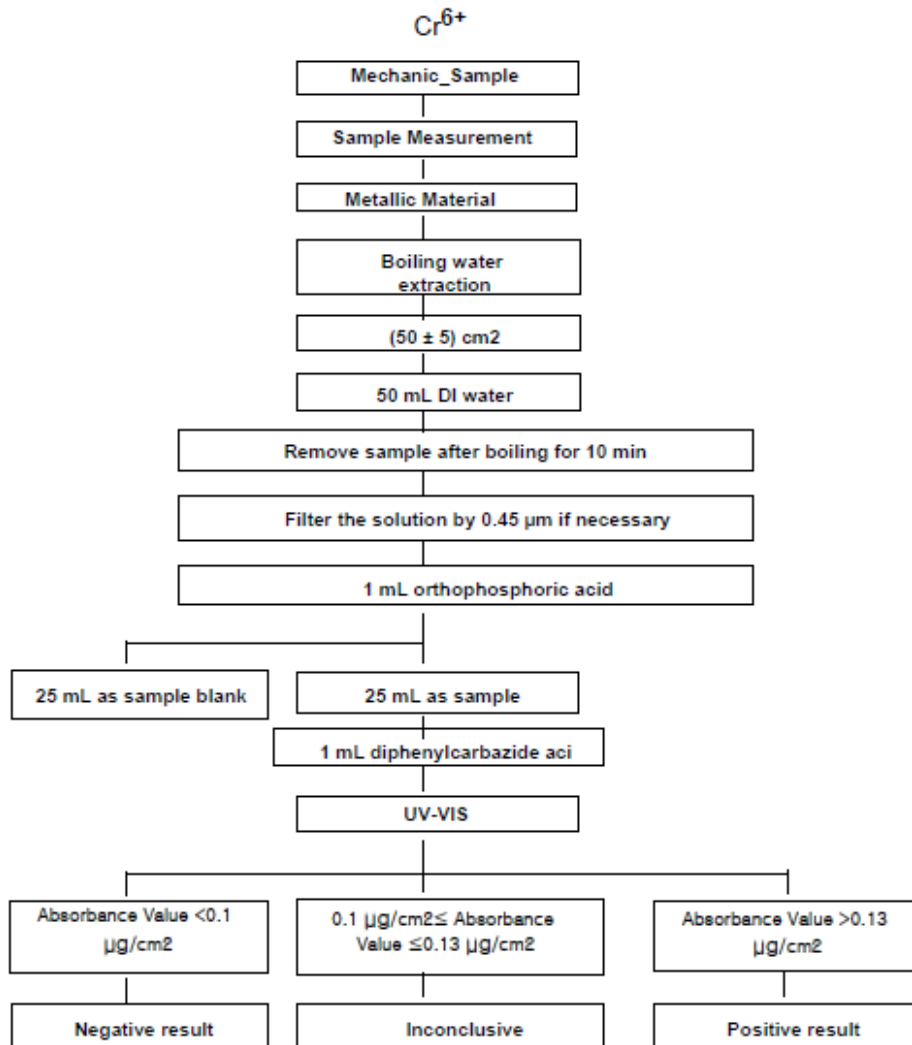 Cr6+
Mechanic_Sample
Sample Measurement
Metallic Material
Boiling water
extraction
(50 ± 5) cm2
50 mL DI water
Remove sample after boiling for 10 min
Filter the solution by 0.45 µm if necessary
1 mL orthophosphoric acid
25 mL as sample blank
25 mL as sample
1 mL diphenylcarbazide aci
UV-VIS
Absorbance Value <0.1
µg/cm2
0.1 µg/cm2≤ Absorbance
Value ≤0.13 µg/cm2
Absorbance Value >0.13
µg/cm2
Negative result
Inconclusive
Positive result